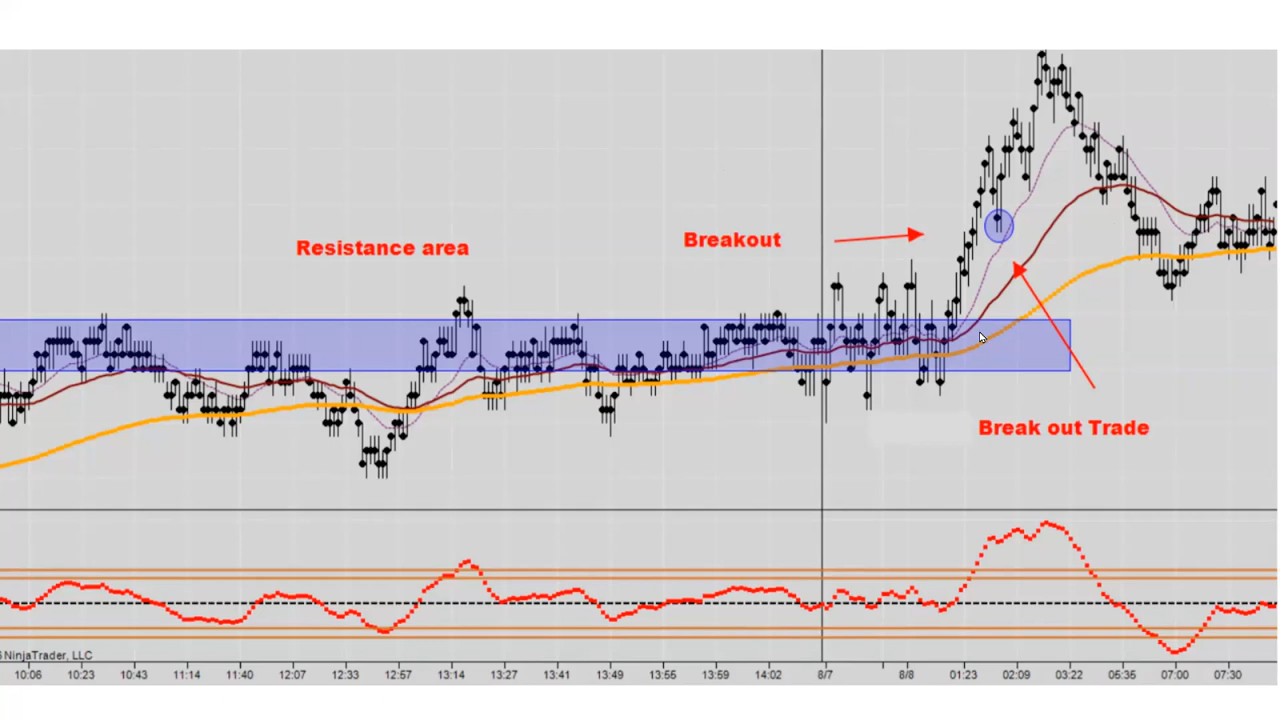 Resistance area
Breakout
Break out Trade
NinjaTrader, LLC
10:06 10:23 10:43 11:14 11:40 12:07 12:33 12:57 13:14 13:27 13:41 13:49 13:55 13:59 14:02 8/7 8/8 01:23 02:09 03:22 05:35 07:00 07:30